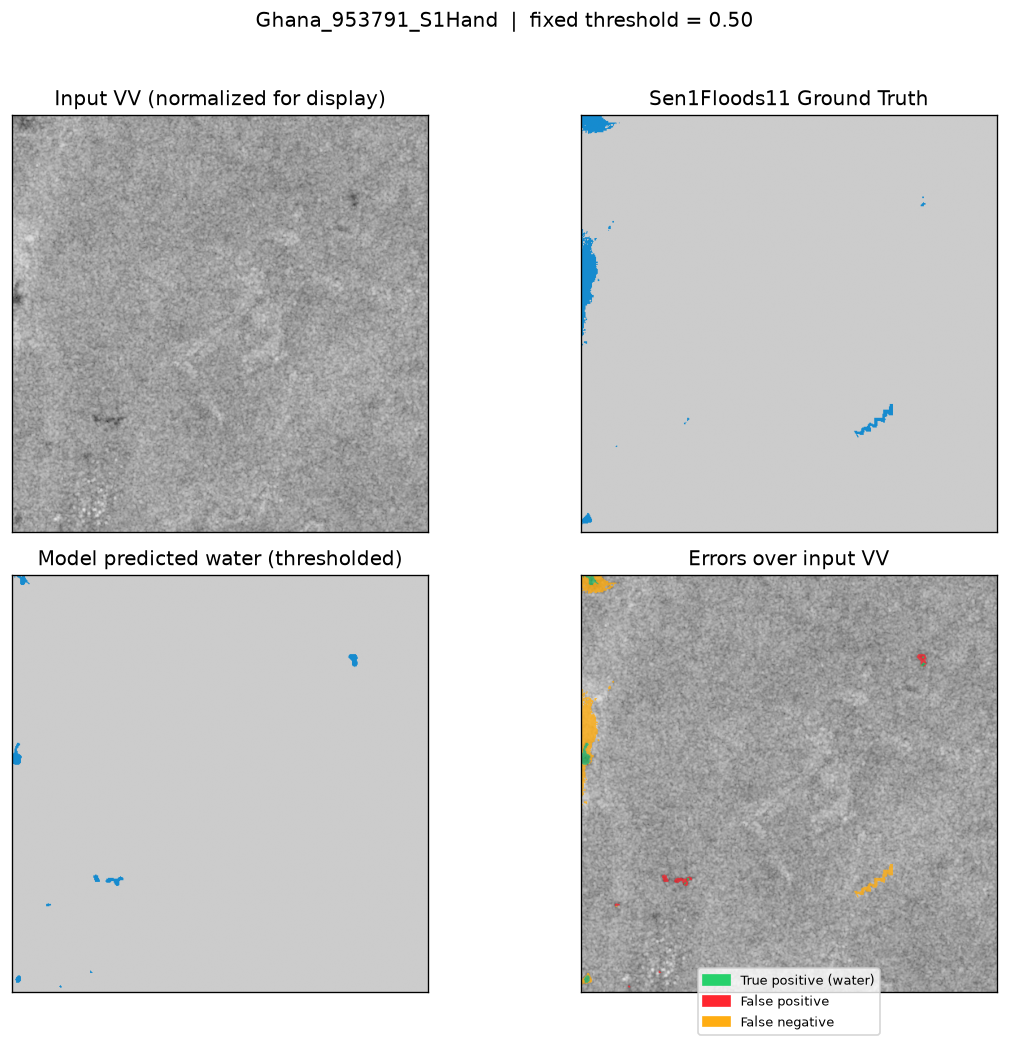 Ghana_953791_S1Hand | fixed threshold = 0.50
Input VV (normalized for display)
Sen1Floods11 Ground Truth
Model predicted water (thresholded)
Errors over input VV
True positive (water)
False positive
False negative